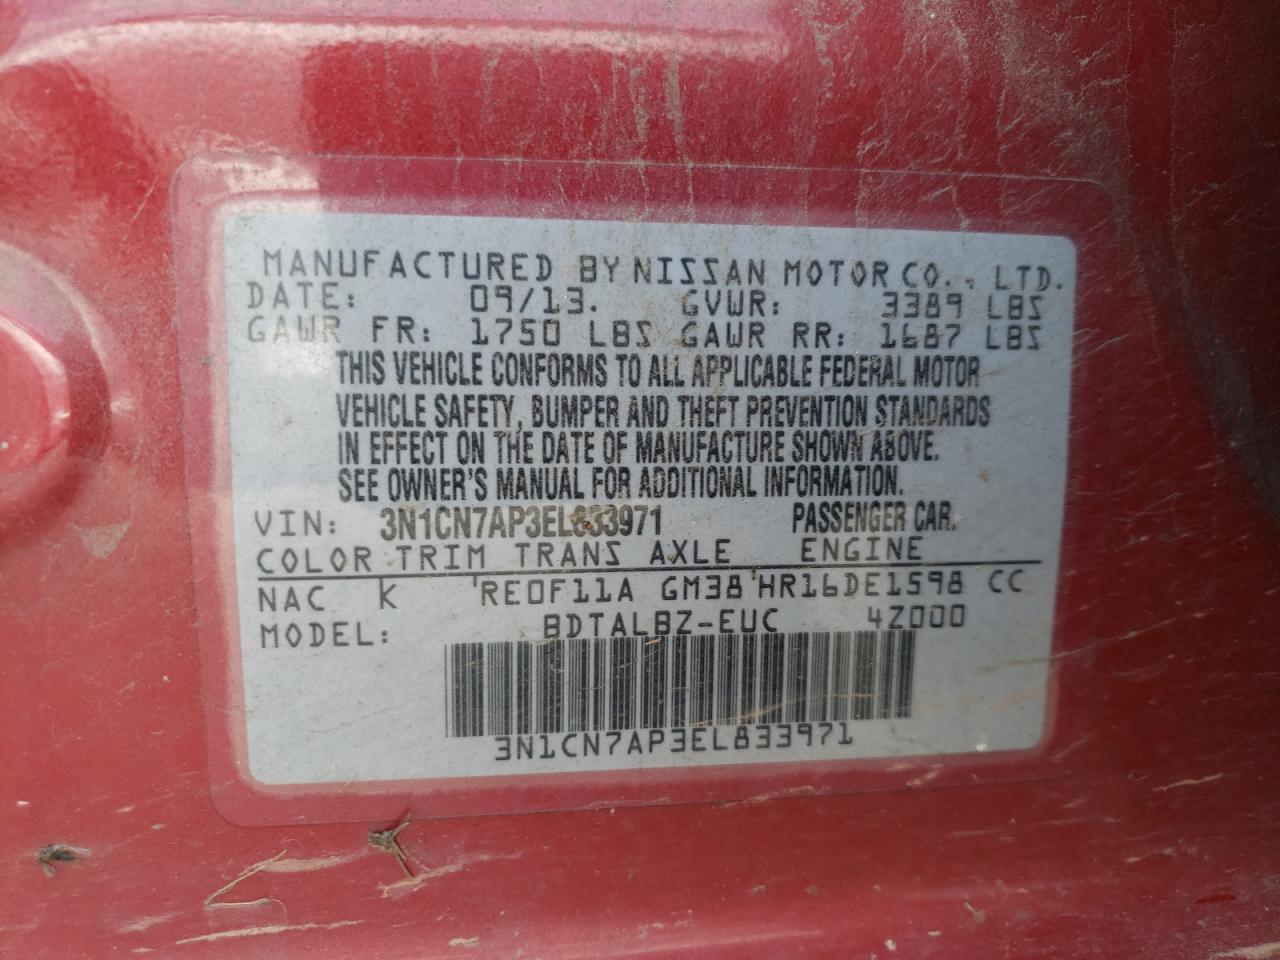 MANUFACTURED BY NISSAN MOTOR CO., LTD.
DATE: 09/13. GVWR: 3389 LBS
GAWR FR: 1750 LBS GAWR RR: 1687 LBS
THIS VEHICLE CONFORMS TO ALL APPLICABLE FEDERAL MOTOR
VEHICLE SAFETY, BUMPER AND THEFT PREVENTION STANDARDS
IN EFFECT ON THE DATE OF MANUFACTURE SHOWN ABOVE.
SEE OWNER'S MANUAL FOR ADDITIONAL INFORMATION.
VIN: 3N1CN7AP3EL833971 PASSENGER CAR.
COLOR TRIM TRANS AXLE ENGINE
NAC K RE0F11A GM38 HR16DE1598 CC
MODEL: BDTALBZ-EUC 4Z000
3N1CN7AP3EL833971